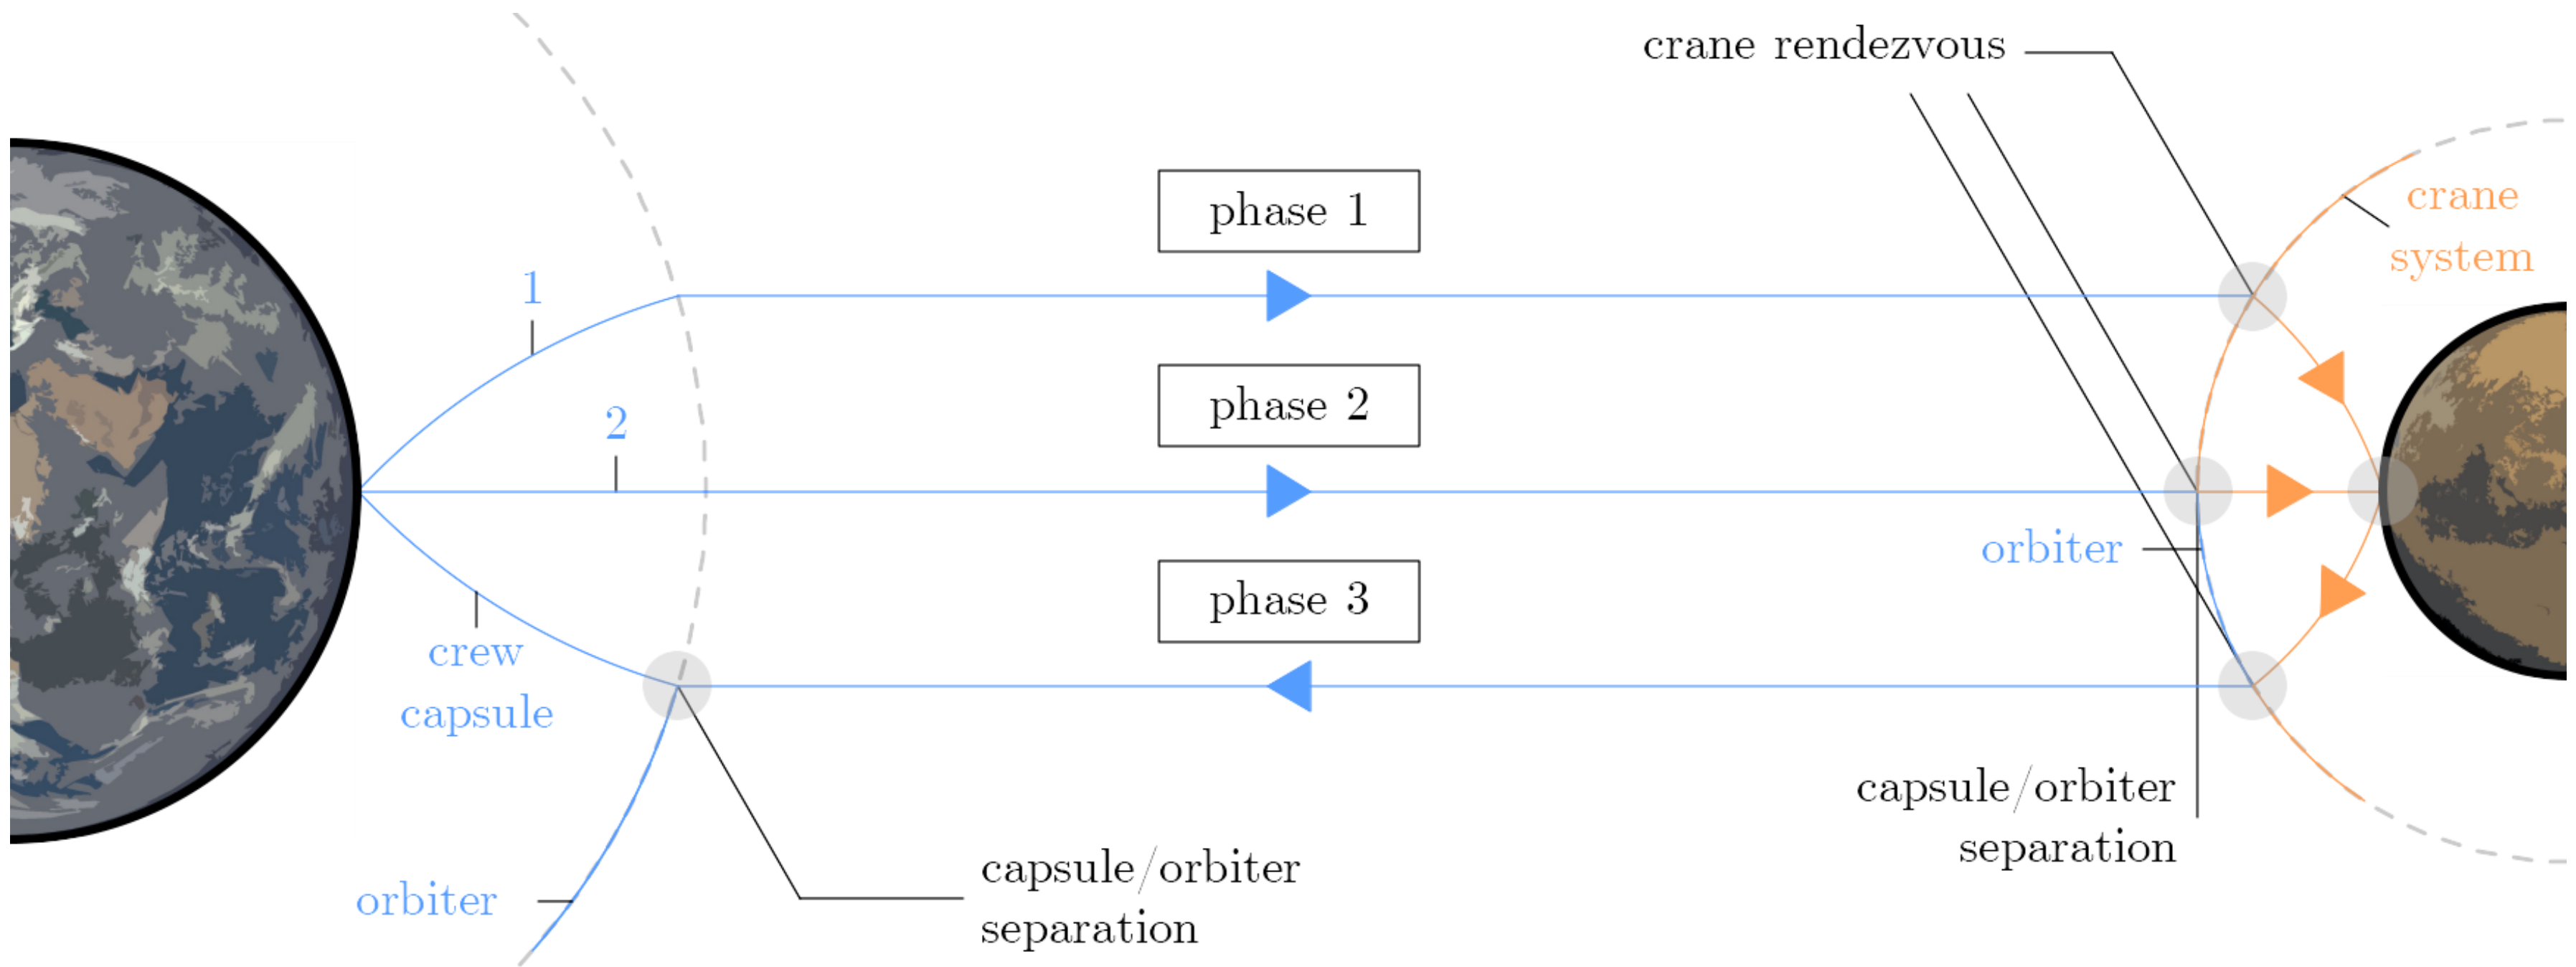 crane rendezvous
phase 1
crane
system
1
phase 2
2
orbiter
phase 3
crew
capsule
capsule/orbiter
separation
capsule/orbiter
separation
orbiter